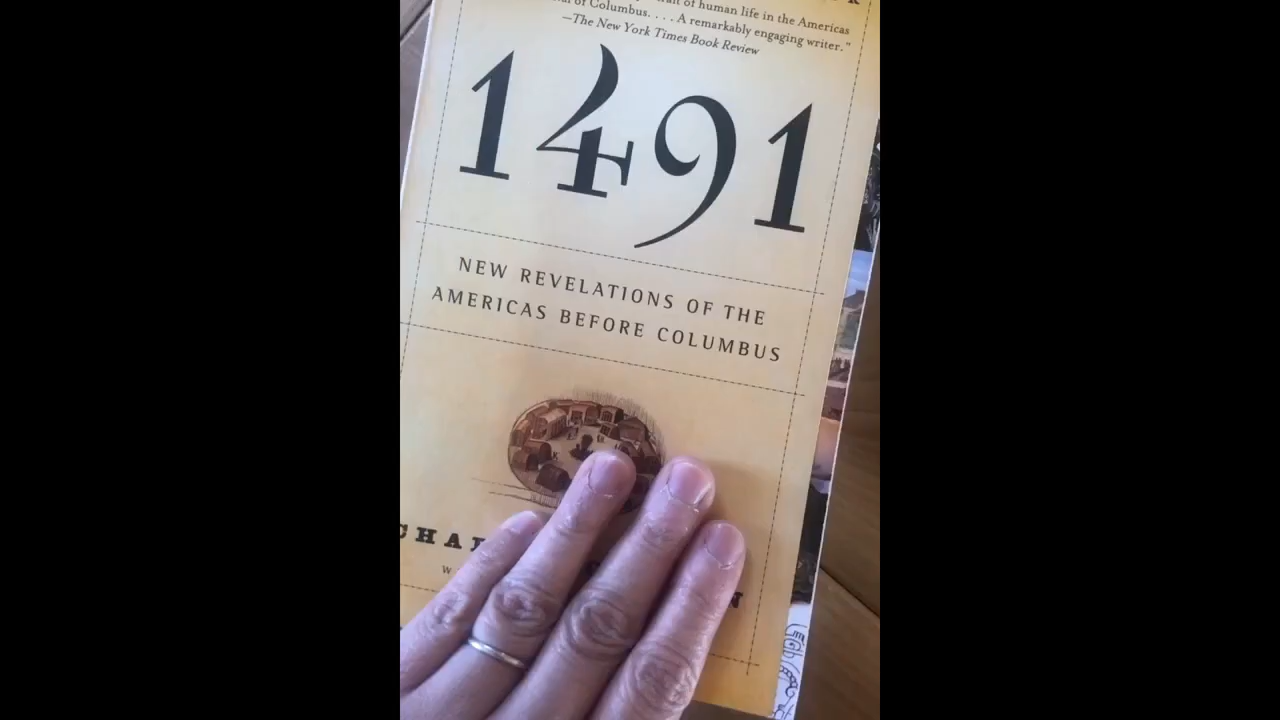 of human life in the Americas
of Columbus. . . . A remarkably engaging writer."
—The New York Times Book Review
1491
NEW REVELATIONS OF THE
AMERICAS BEFORE COLUMBUS